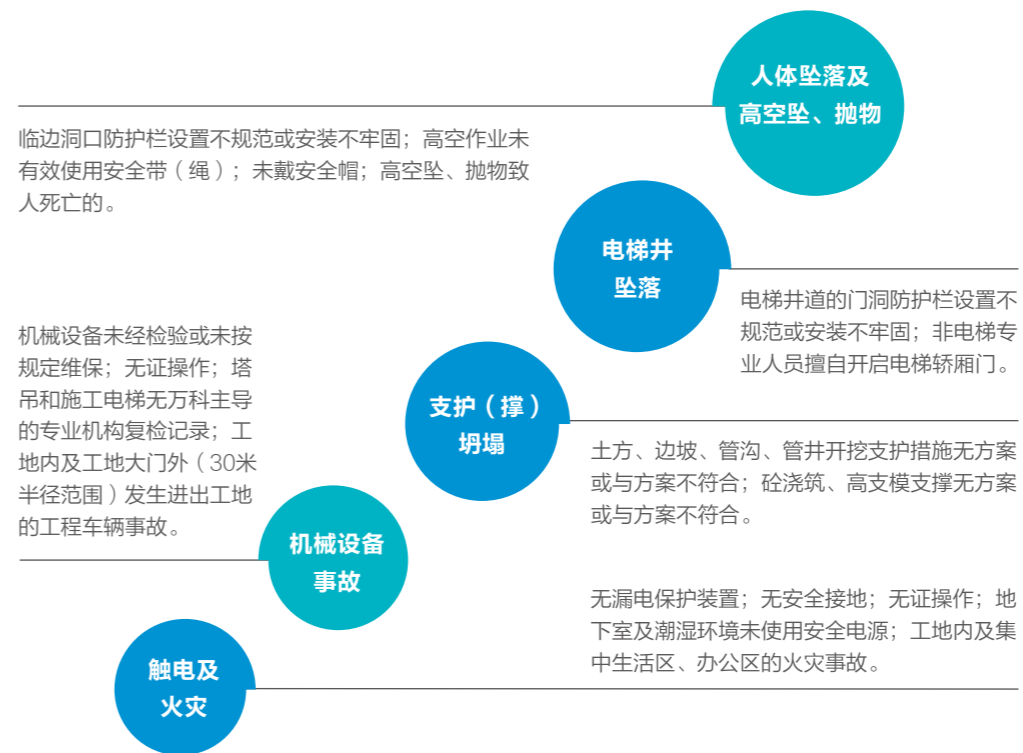 人体坠落及
高空坠、抛物
临边洞口防护栏设置不规范或安装不牢固；高空作业未
有效使用安全带（绳）；未戴安全帽；高空坠、抛物致
人死亡的。
电梯井
坠落
电梯井道的门洞防护栏设置不
规范或安装不牢固；非电梯专
业人员擅自开启电梯轿厢门。
支护（撑）
坍塌
土方、边坡、管沟、管井开挖支护措施无方案
或与方案不符合；砼浇筑、高支模支撑无方案
或与方案不符合。
机械设备未经检验或未按
规定维保；无证操作；塔
吊和施工电梯无万科主导
的专业机构复检记录；工
地内及工地大门外（30米
半径范围）发生进出工地
的工程车辆事故。
机械设备
事故
无漏电保护装置；无安全接地；无证操作；地
下室及潮湿环境未使用安全电源；工地内及集
中生活区、办公区的火灾事故。
触电及
火灾